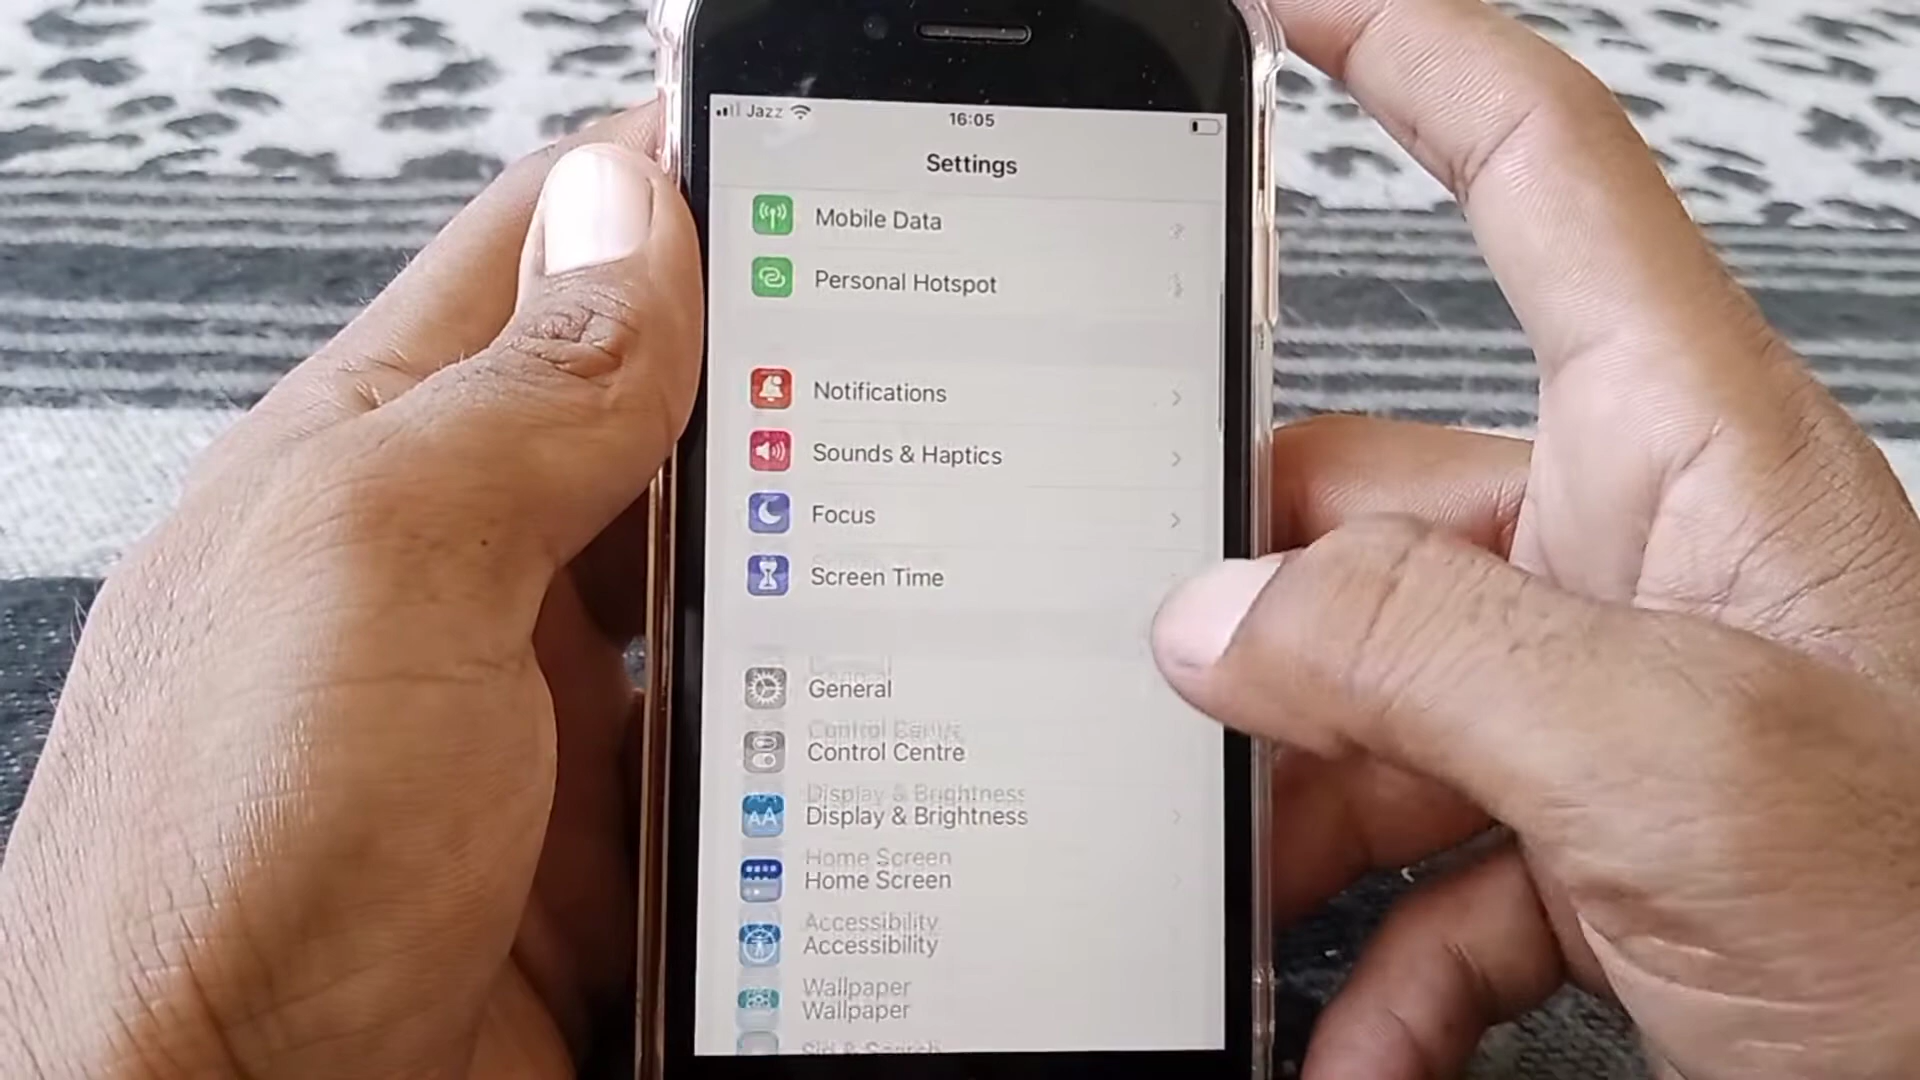 Jazz
16:05
Settings
Mobile Data
Personal Hotspot
Notifications
Sounds & Haptics
Focus
Screen Time
General
Control Centre
Display & Brightness
Home Screen
Accessibility
Wallpaper